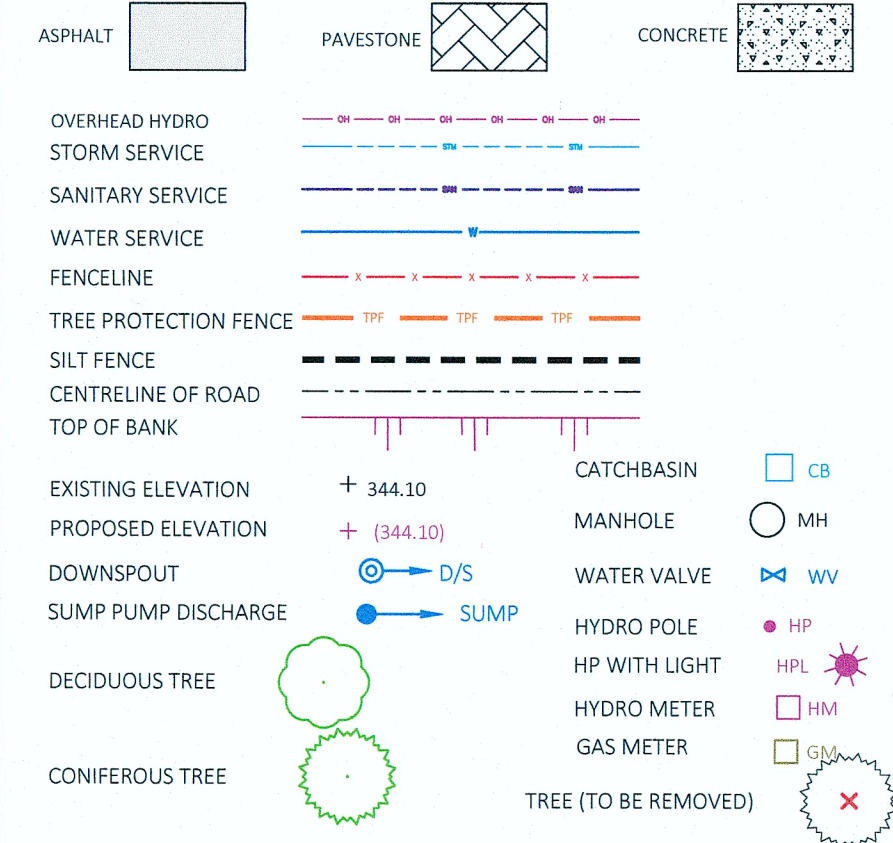 ASPHALT PAVESTONE CONCRETE
OVERHEAD HYDRO OH OH OH OH OH OH
STORM SERVICE STM STM
SANITARY SERVICE SAN SAN
WATER SERVICE W
FENCELINE X X X X X
TREE PROTECTION FENCE TPF TPF TPF
SILT FENCE
CENTRELINE OF ROAD
TOP OF BANK
EXISTING ELEVATION 344.10
PROPOSED ELEVATION (344.10)
DOWNSPOUT D/S
SUMP PUMP DISCHARGE SUMP
DECIDUOUS TREE
CONIFEROUS TREE
CATCHBASIN CB
MANHOLE MH
WATER VALVE WV
HYDRO POLE HP
HP WITH LIGHT HPL
HYDRO METER HM
GAS METER GM
TREE (TO BE REMOVED)